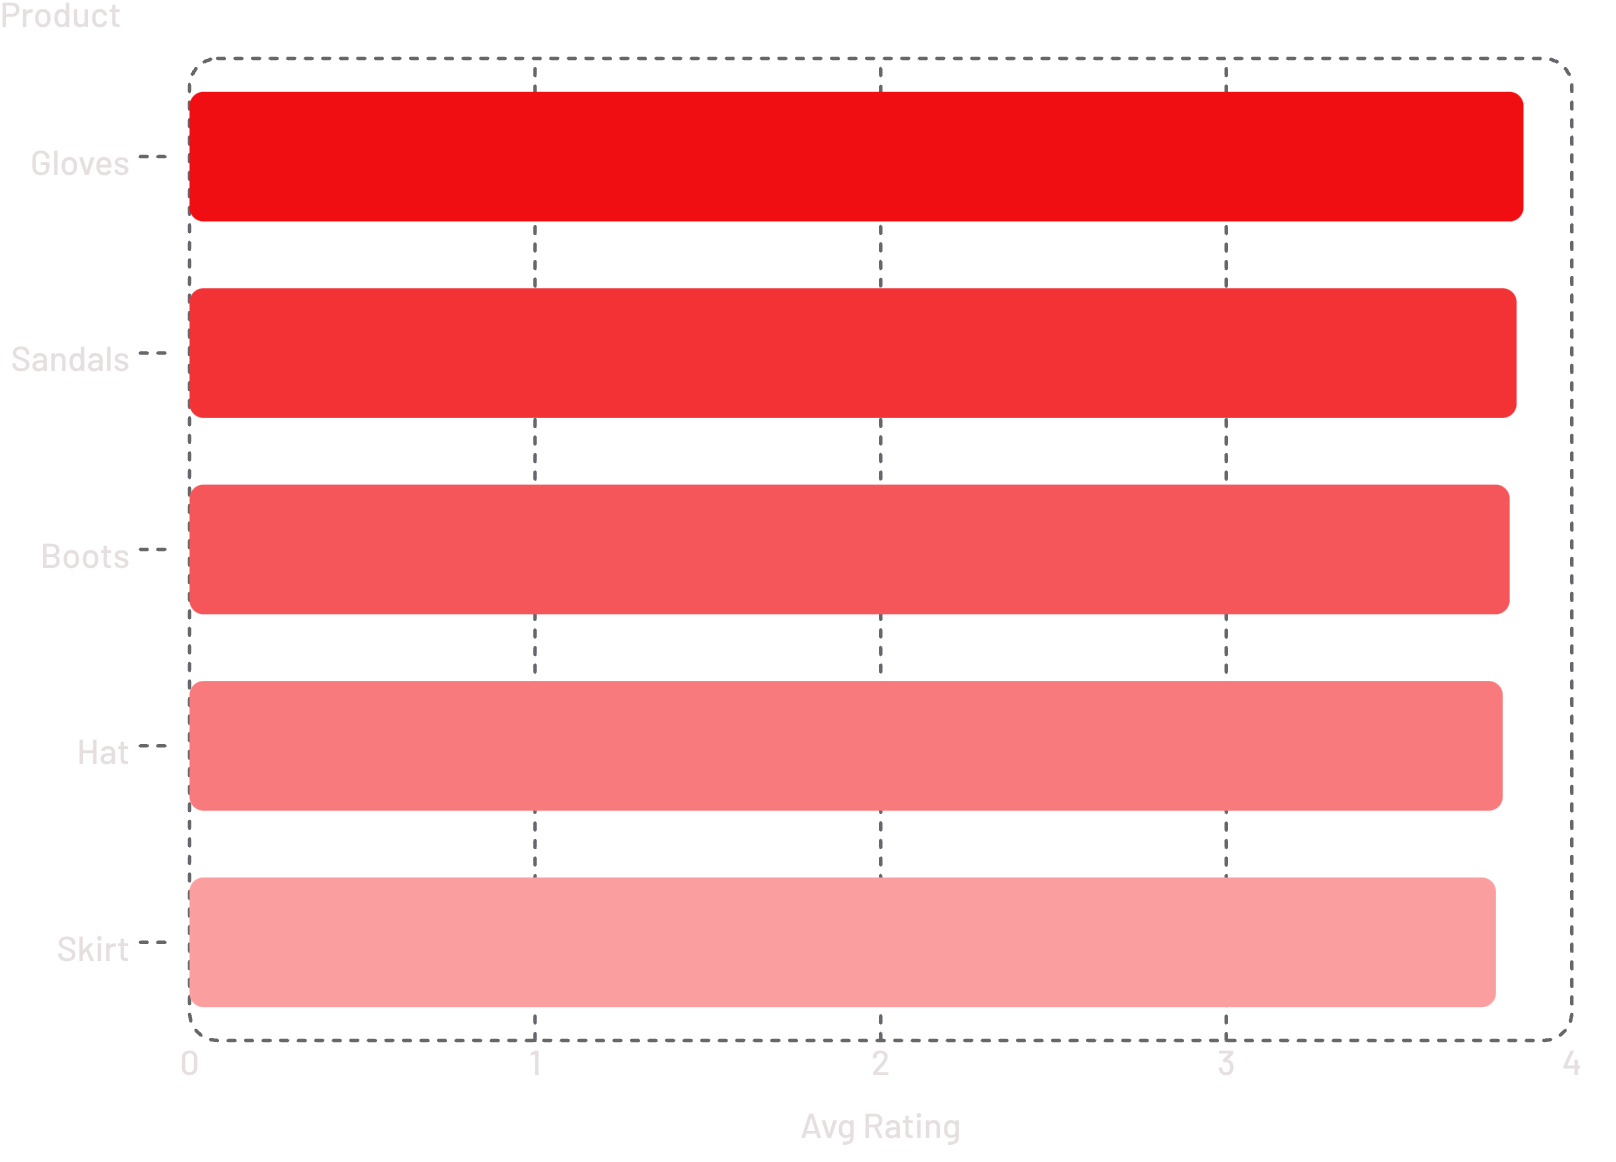 Product
Gloves
Sandals
Boots
Hat
Skirt
0 1 2 3 4
Avg Rating